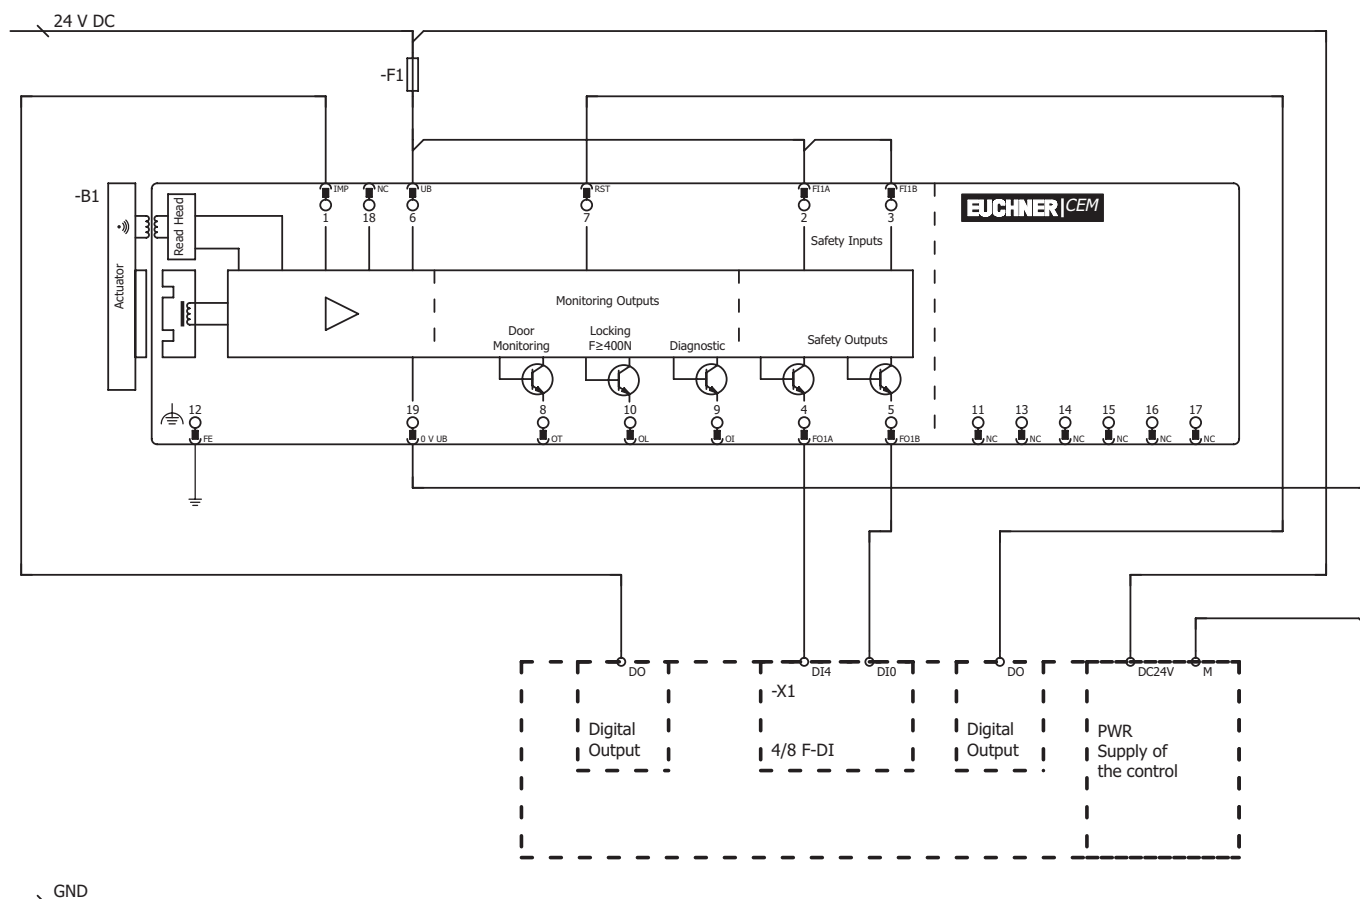 24 V DC
-F1
-B1
IMP
NC
UB
RST
FI1A
FI1B
EUCHNER CEM
1
18
6
7
2
3
Read Head
Actuator
Safety Inputs
Monitoring Outputs
Door
Monitoring
Locking
F≥400N
Diagnostic
Safety Outputs
12
19
8
10
9
4
5
11
13
14
15
16
17
FE
0 V UB
OT
OL
OI
FO1A
FO1B
NC
NC
NC
NC
NC
NC
DO
DI4
DI0
DO
DC24V
M
-X1
Digital
Output
4/8 F-DI
Digital
Output
PWR
Supply of
the control
GND